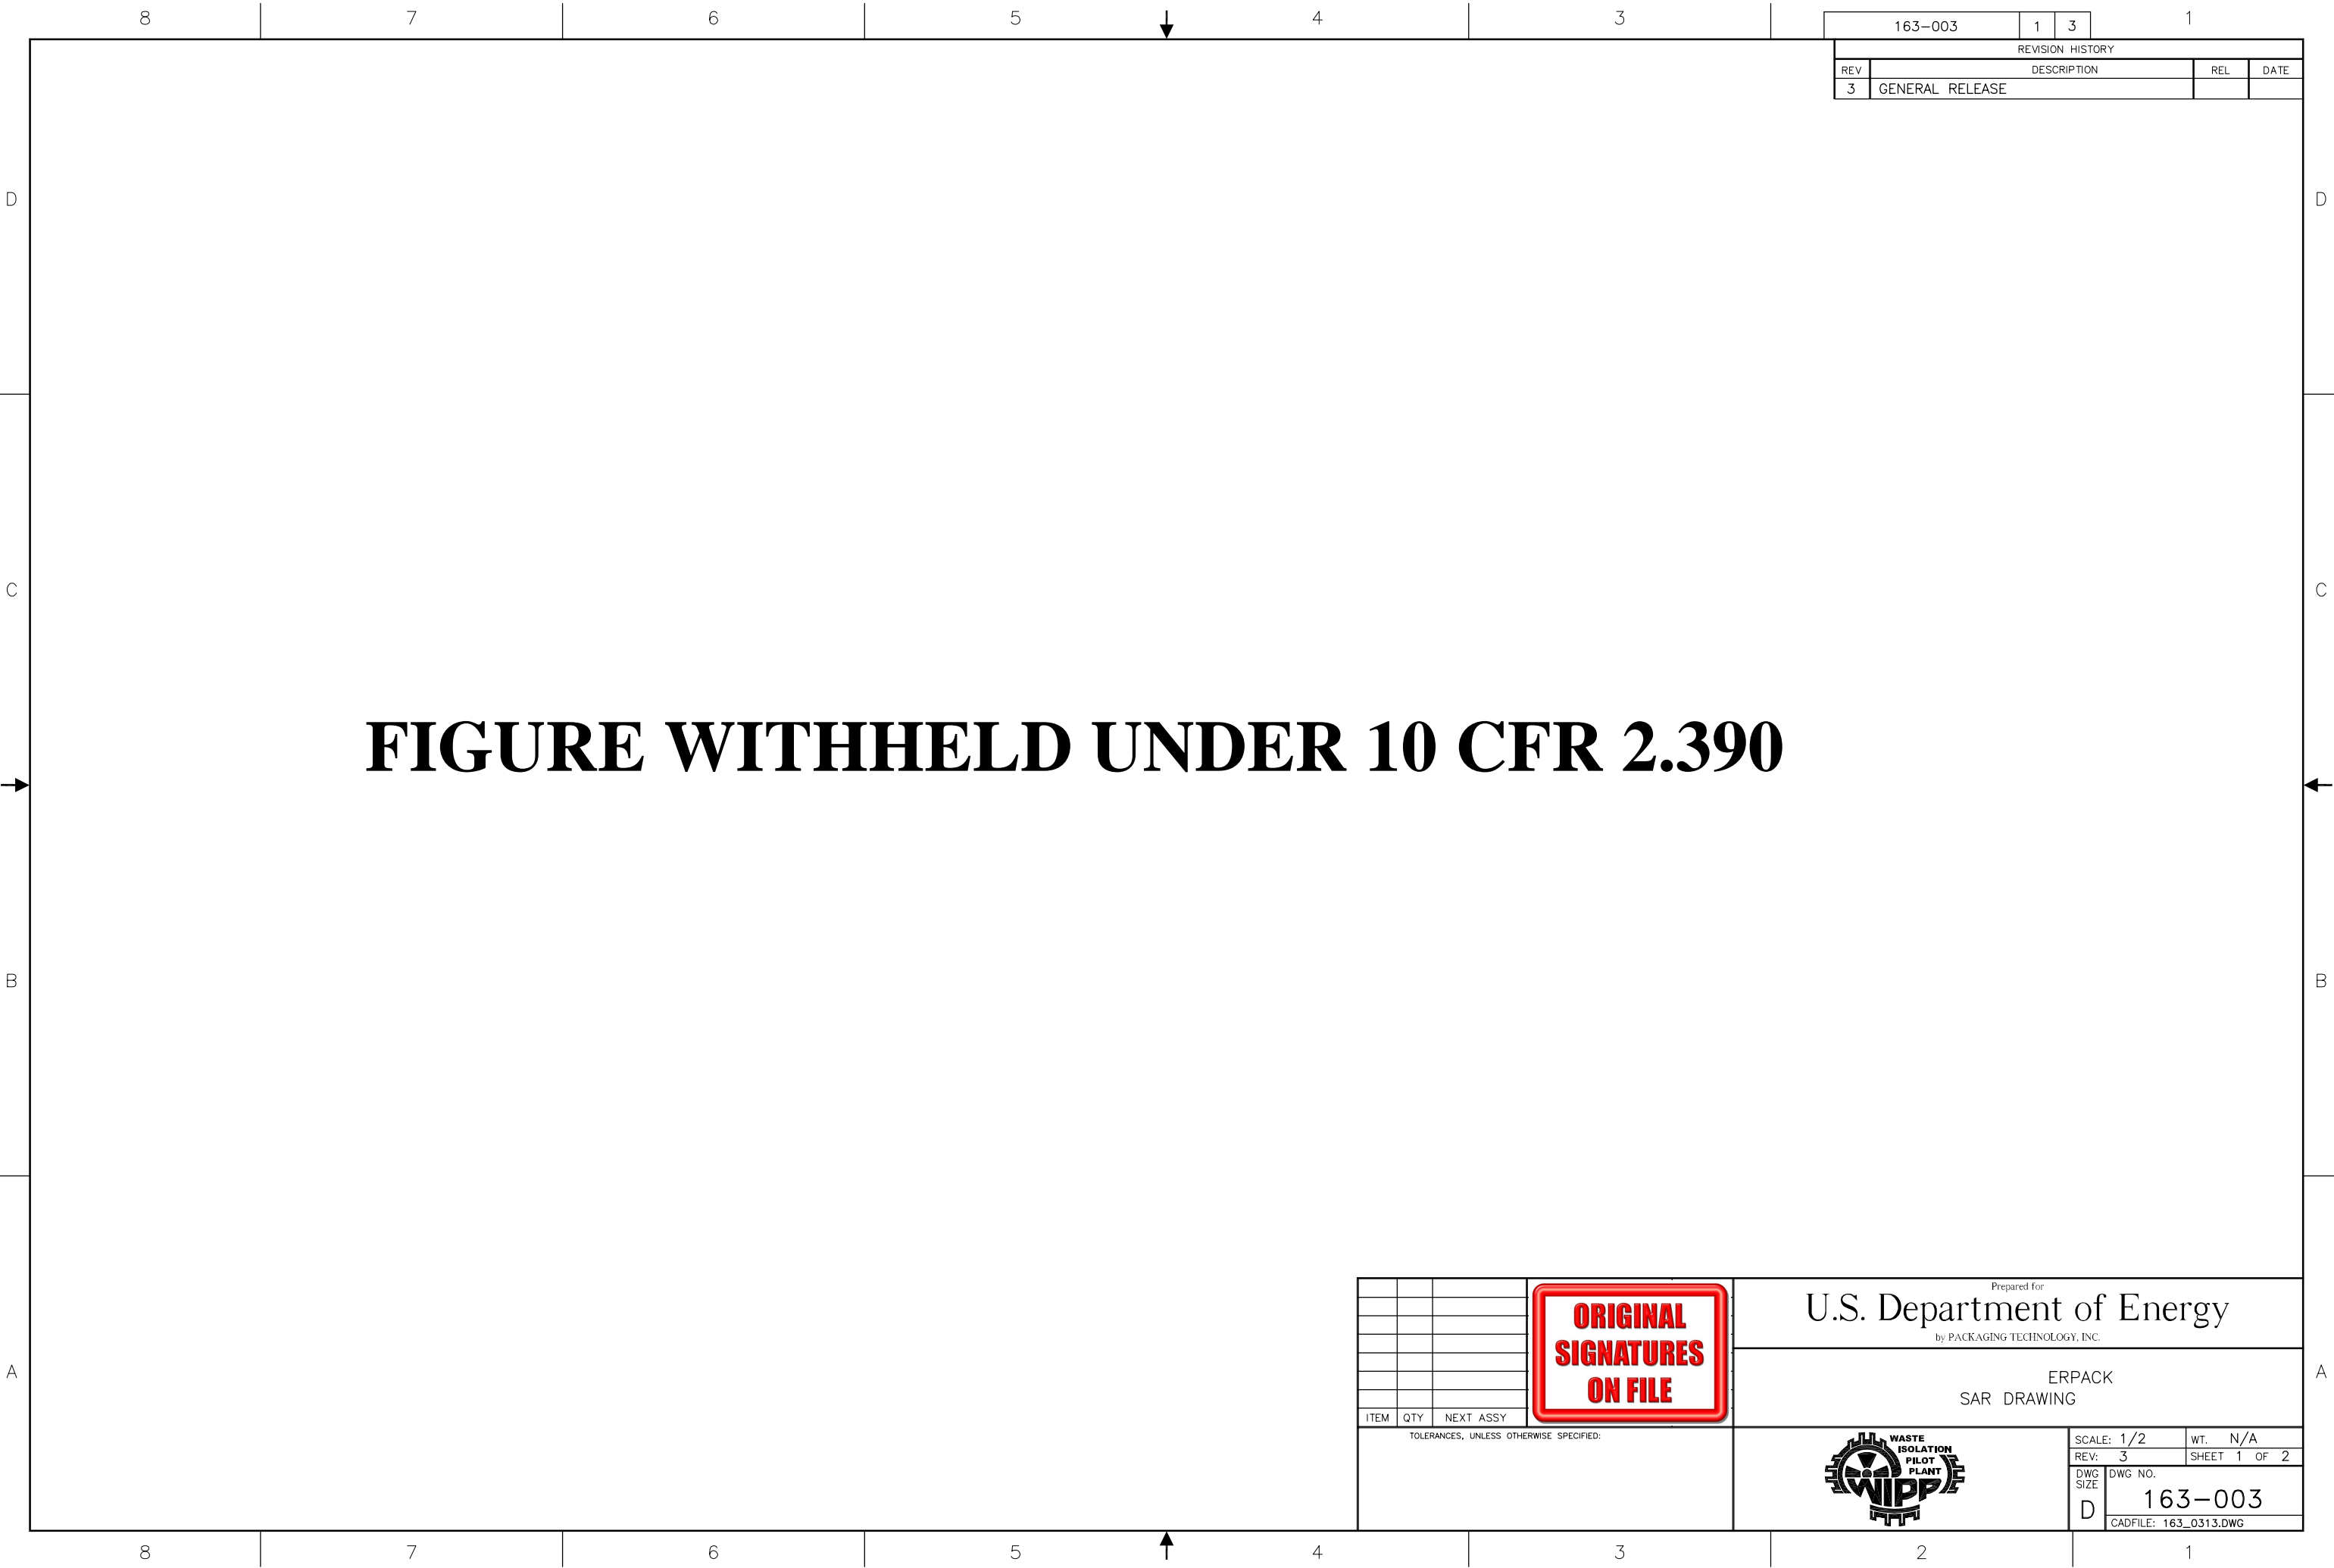 8 7 6 5 4 3 1
163-003 1 3
REVISION HISTORY
REV DESCRIPTION REL DATE
3 GENERAL RELEASE
D D
C C
FIGURE WITHHELD UNDER 10 CFR 2.390
B B
A A
ORIGINAL
SIGNATURES
ON FILE
ITEM QTY NEXT ASSY
TOLERANCES, UNLESS OTHERWISE SPECIFIED:
Prepared for
U.S. Department of Energy
by PACKAGING TECHNOLOGY, INC.
ERPACK
SAR DRAWING
WASTE
ISOLATION
PILOT
PLANT
WIPP
SCALE: 1/2 WT. N/A
REV: 3 SHEET 1 OF 2
DWG SIZE D
DWG NO.
163-003
CADFILE: 163_0313.DWG
8 7 6 5 4 3 2 1